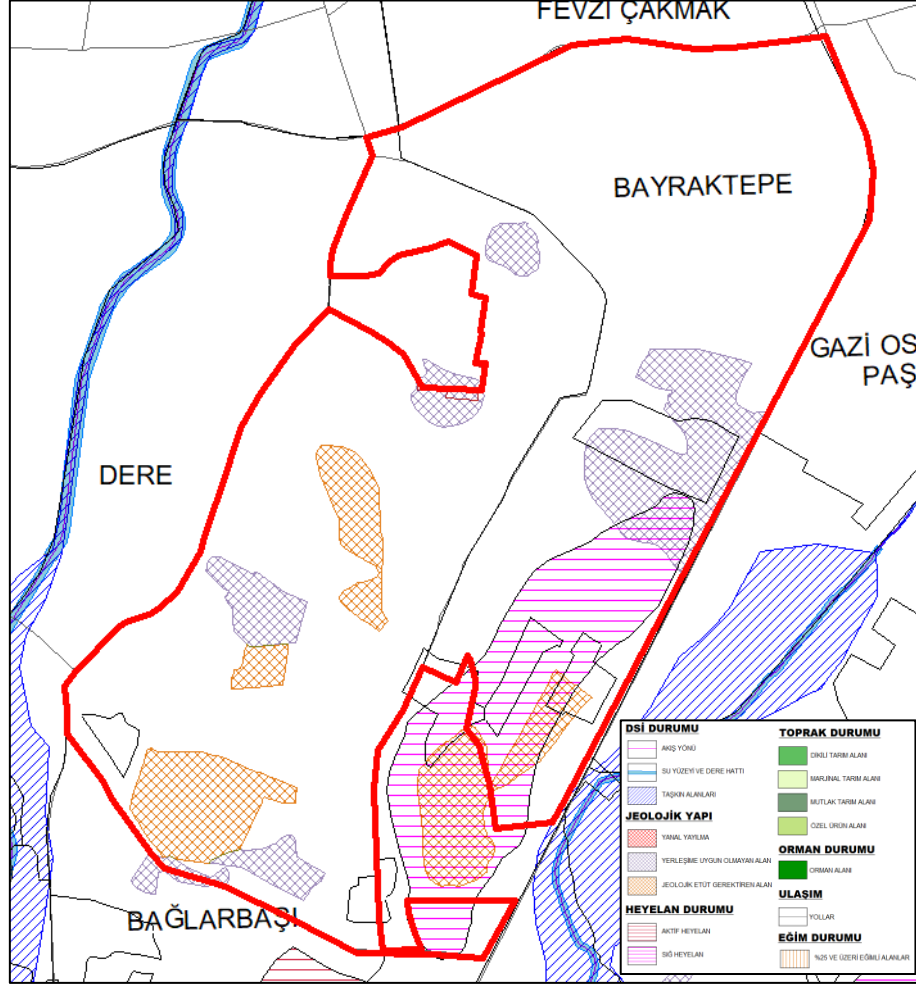 FEVZİ ÇAKMAK
BAYRAKTEPE
GAZİ OS
PAŞ
DERE
BAĞLARBAŞI
DSİ DURUMU
AKIŞ YÖNÜ
SU YÜZEYİ VE DERE HATTI
TAŞKIN ALANLARI
JEOLOJİK YAPI
YANAL YAYILMA
YERLEŞİME UYGUN OLMAYAN ALAN
JEOLOJİK ETÜT GEREKTİREN ALAN
HEYELAN DURUMU
AKTİF HEYELAN
SIĞ HEYELAN
TOPRAK DURUMU
DİKİLİ TARIM ALANI
MARJİNAL TARIM ALANI
MUTLAK TARIM ALANI
ÖZEL ÜRÜN ALANI
ORMAN DURUMU
ORMAN ALANI
ULAŞIM
YOLLAR
EĞİM DURUMU
%25 VE ÜZERİ EĞİMLİ ALANLAR